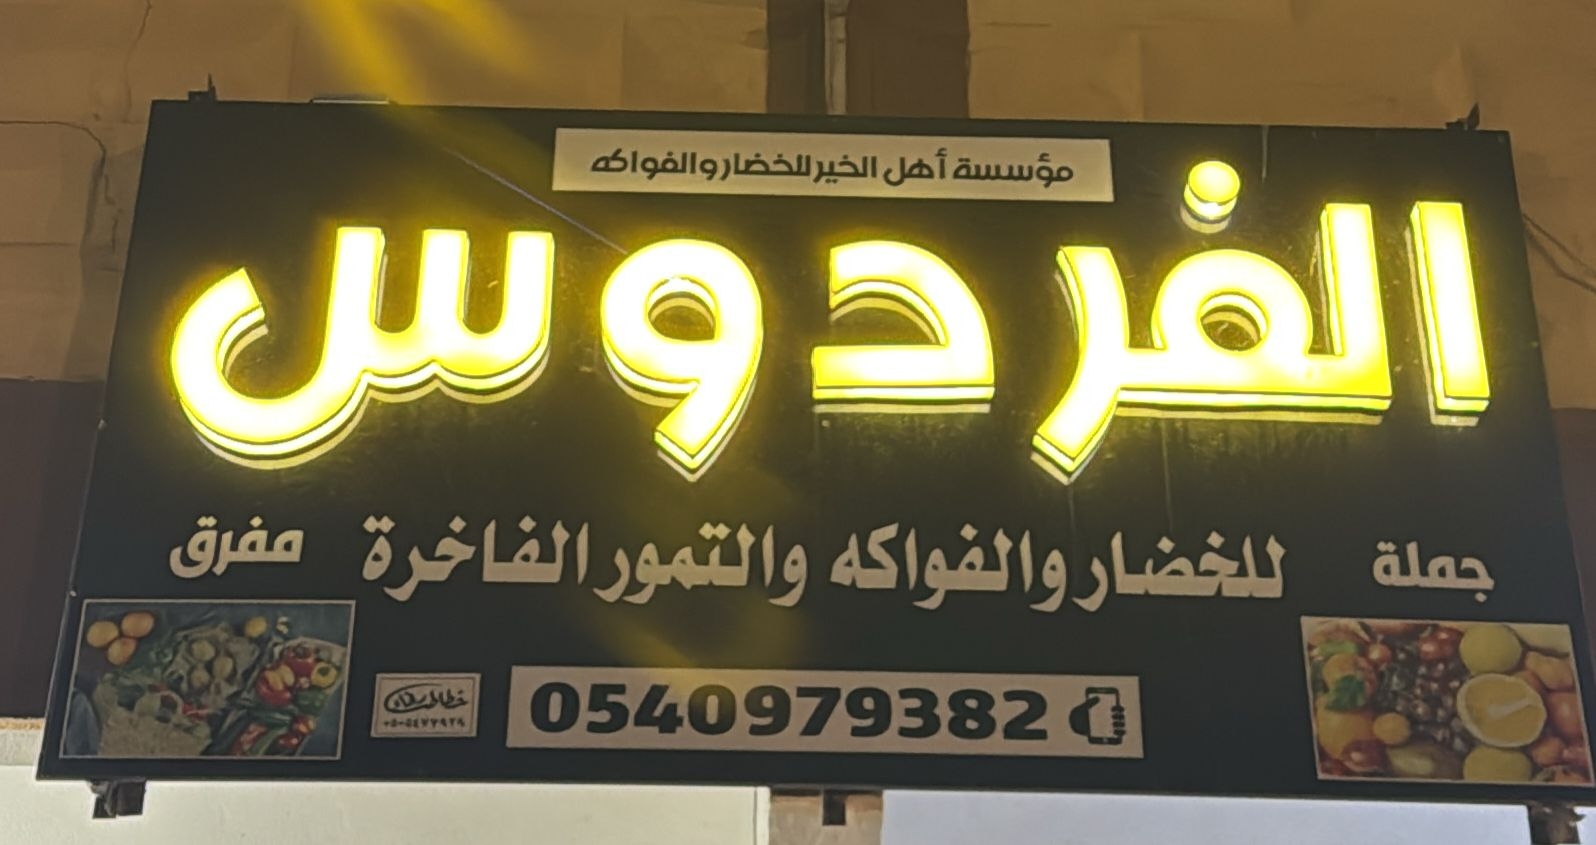 مؤسسة أهل الخير للخضار والفواكه
الفردوس
جملة للخضار والفواكه والتمور الفاخرة مفرق
0540979382